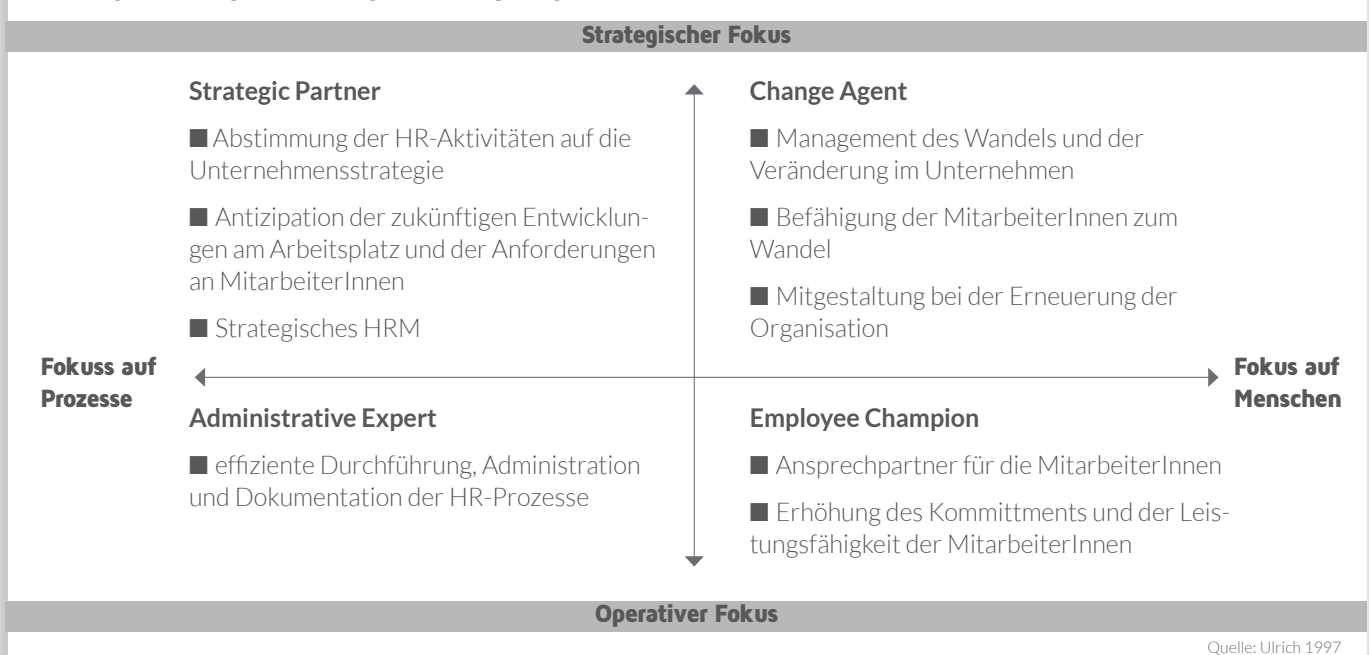 Strategischer Fokus
Strategic Partner
■ Abstimmung der HR-Aktivitäten auf die
Unternehmensstrategie
■ Antizipation der zukünftigen Entwicklun-
gen am Arbeitsplatz und der Anforderungen
an MitarbeiterInnen
■ Strategisches HRM
Change Agent
■ Management des Wandels und der
Veränderung im Unternehmen
■ Befähigung der MitarbeiterInnen zum
Wandel
■ Mitgestaltung bei der Erneuerung der
Organisation
Fokuss auf
Prozesse
Fokus auf
Menschen
Administrative Expert
■ effiziente Durchführung, Administration
und Dokumentation der HR-Prozesse
Employee Champion
■ Ansprechpartner für die MitarbeiterInnen
■ Erhöhung des Kommittments und der Leis-
tungsfähigkeit der MitarbeiterInnen
Operativer Fokus
Quelle: Ulrich 1997